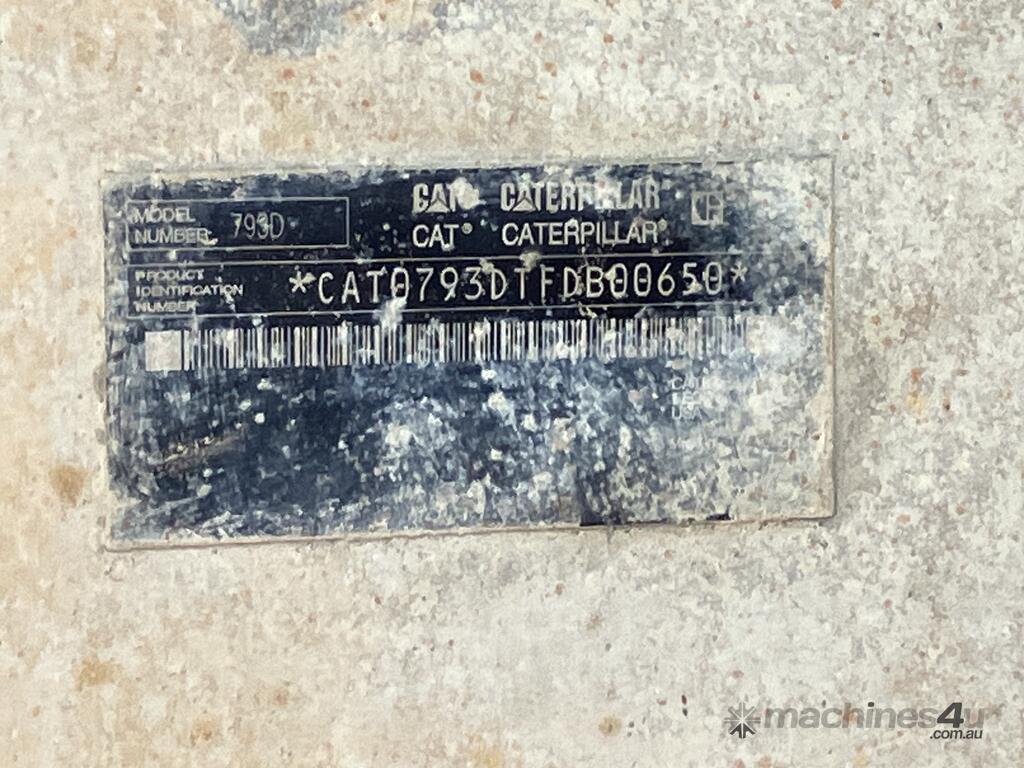 CAT® CATERPILLAR
CAT® CATERPILLAR®
MODEL
NUMBER 793D
PRODUCT
IDENTIFICATION
NUMBER
*CAT0793DTFDB00650*
machines4u
.com.au